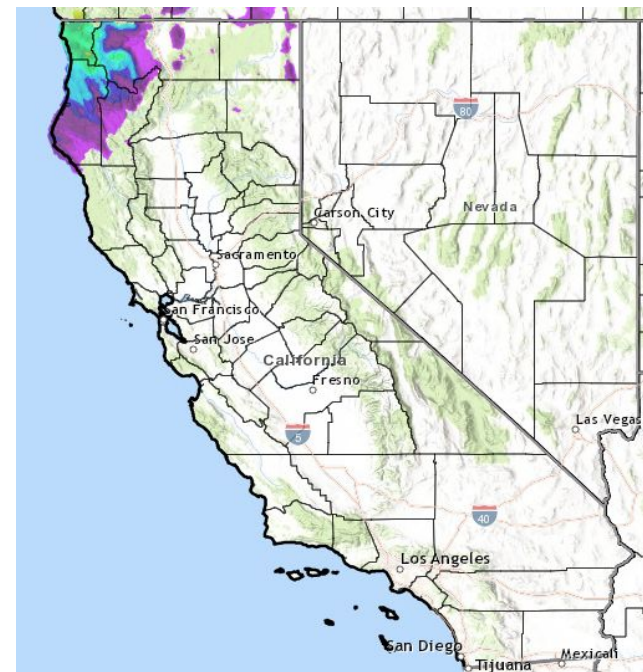 80
Nevada
Carson City
Sacramento
San Francisco
San Jose
California
Fresno
Las Vegas
5
40
Los Angeles
San Diego
Mexicali
Tijuana